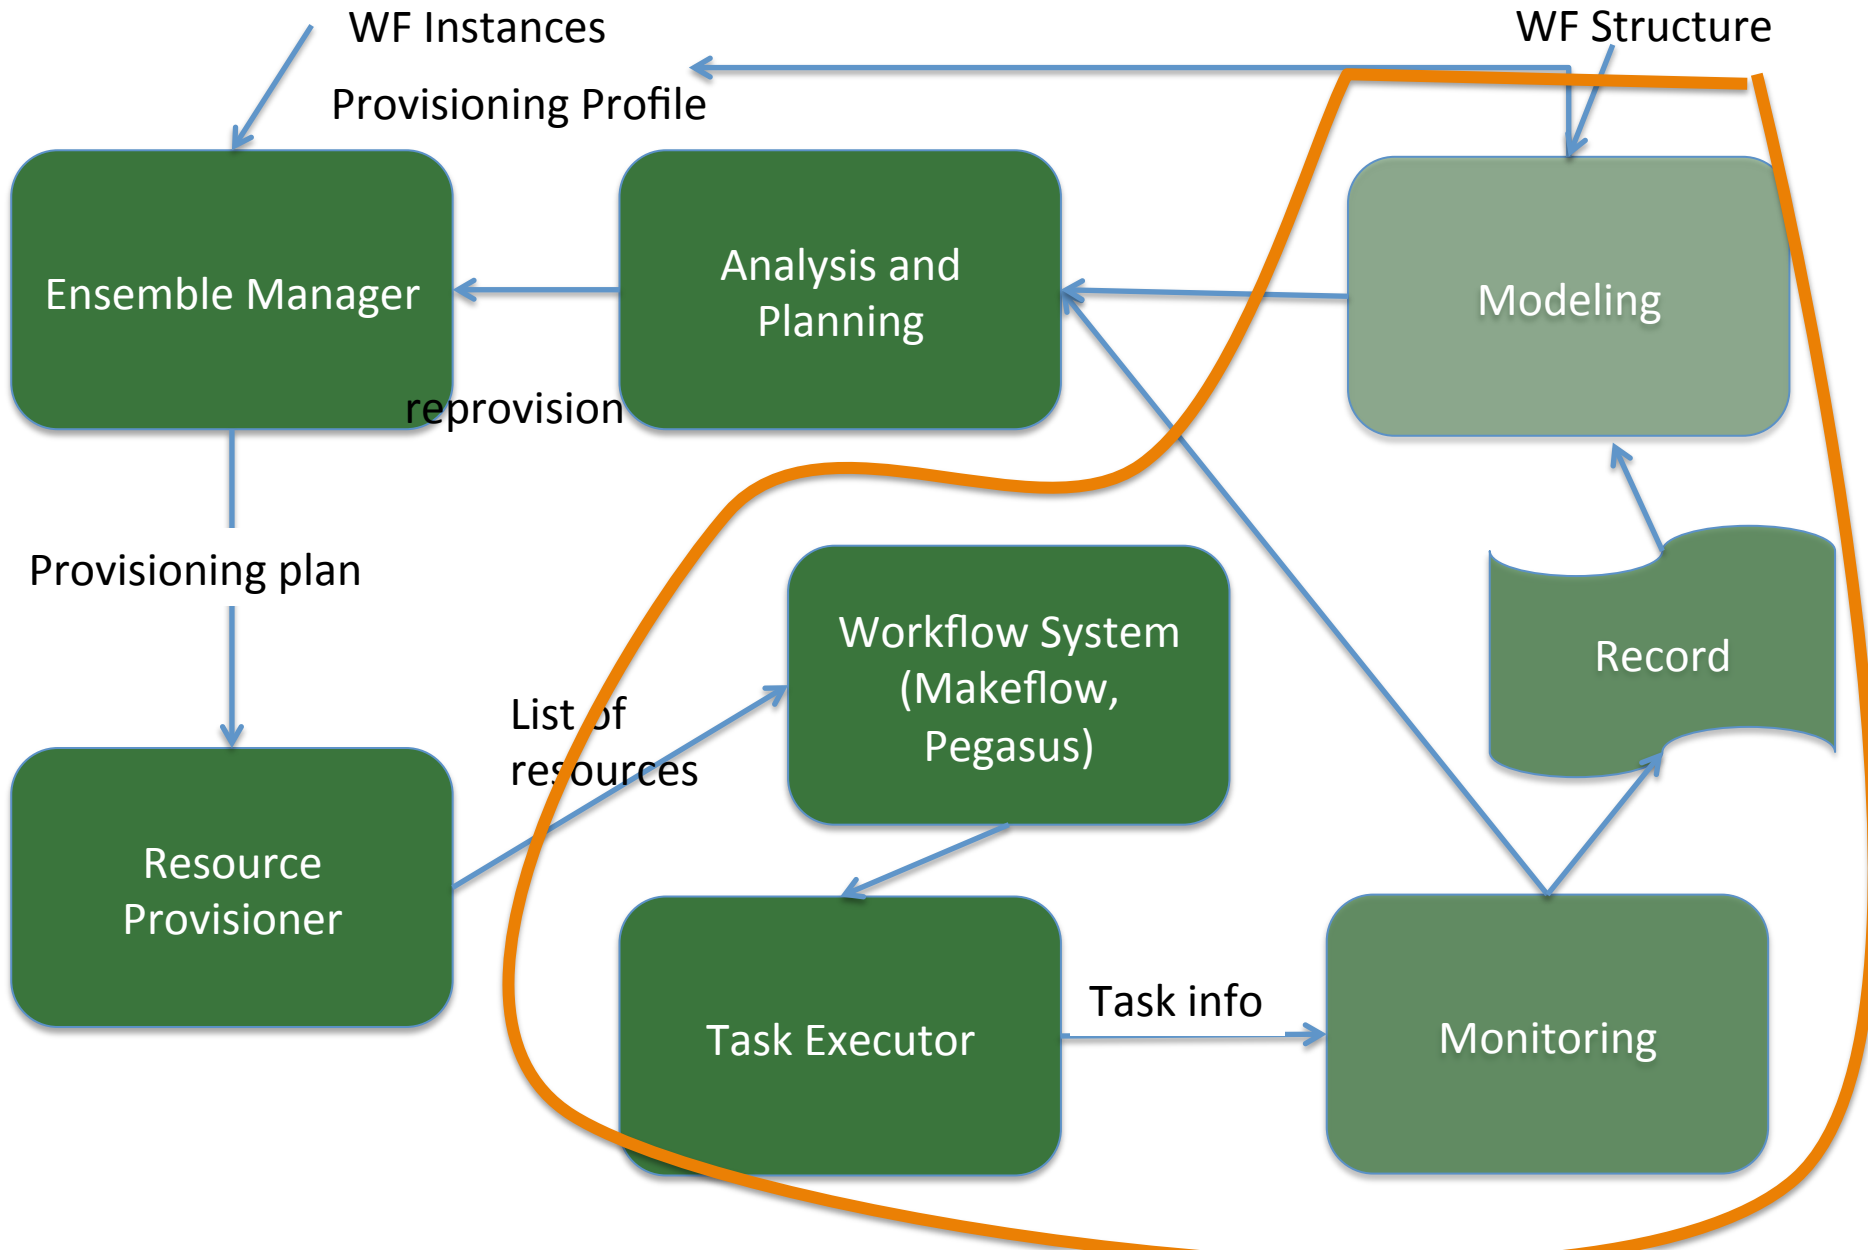 WF Instances
WF Structure
Provisioning Profile
Ensemble Manager
Analysis and
Planning
Modeling
reprovision
Provisioning plan
Workflow System
(Makeflow,
Pegasus)
Record
List of
resources
Resource
Provisioner
Task Executor
Task info
Monitoring